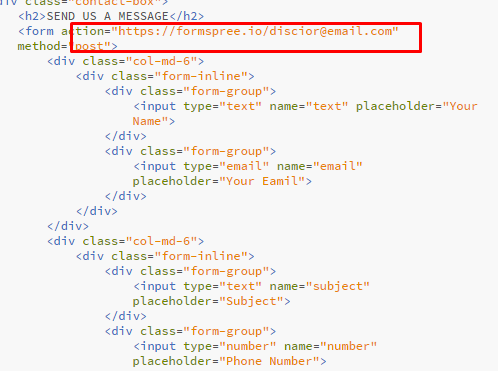 div class="contact-box">
<h2>SEND US A MESSAGE</h2>
<form action="https://formspree.io/discior@email.com"
method="post">
<div class="col-md-6">
<div class="form-inline">
<div class="form-group">
<input type="text" name="text" placeholder="Your
Name">
</div>
<div class="form-group">
<input type="email" name="email"
placeholder="Your Eamil">
</div>
</div>
</div>
<div class="col-md-6">
<div class="form-inline">
<div class="form-group">
<input type="text" name="subject"
placeholder="Subject">
</div>
<div class="form-group">
<input type="number" name="number"
placeholder="Phone Number">